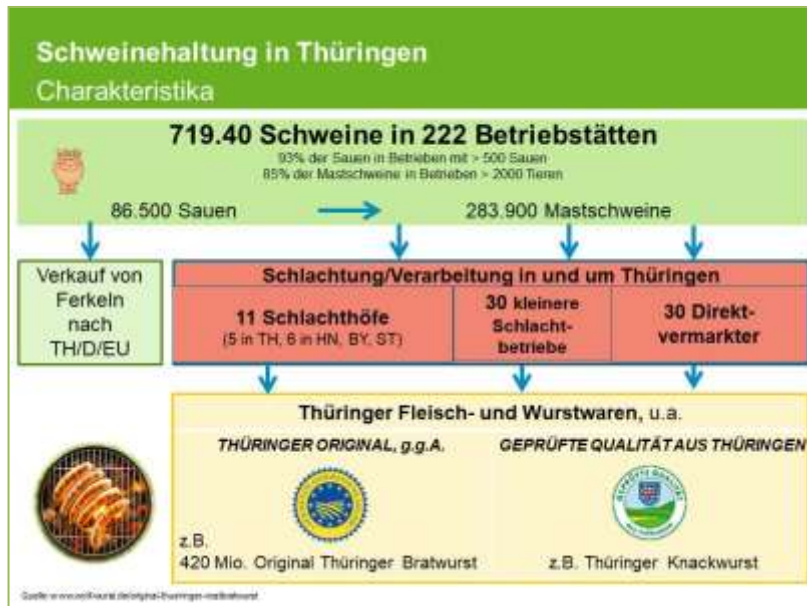 Schweinehaltung in Thüringen
Charakteristika
719.40 Schweine in 222 Betriebstätten
93% der Sauen in Betrieben mit > 500 Sauen
85% der Mastschweine in Betrieben > 2000 Tieren
86.500 Sauen
283.900 Mastschweine
Verkauf von
Ferkeln
nach
TH/D/EU
Schlachtung/Verarbeitung in und um Thüringen
11 Schlachthöfe
(5 in TH, 6 in HN, BY, ST)
30 kleinere
Schlacht-
betriebe
30 Direkt-
vermarkter
Thüringer Fleisch- und Wurstwaren, u.a.
THÜRINGER ORIGINAL, g.g.A.
GEPRÜFTE QUALITÄT AUS THÜRINGEN
GEPRÜFTE QUALITÄT
z.B.
420 Mio. Original Thüringer Bratwurst
z.B. Thüringer Knackwurst
Quelle